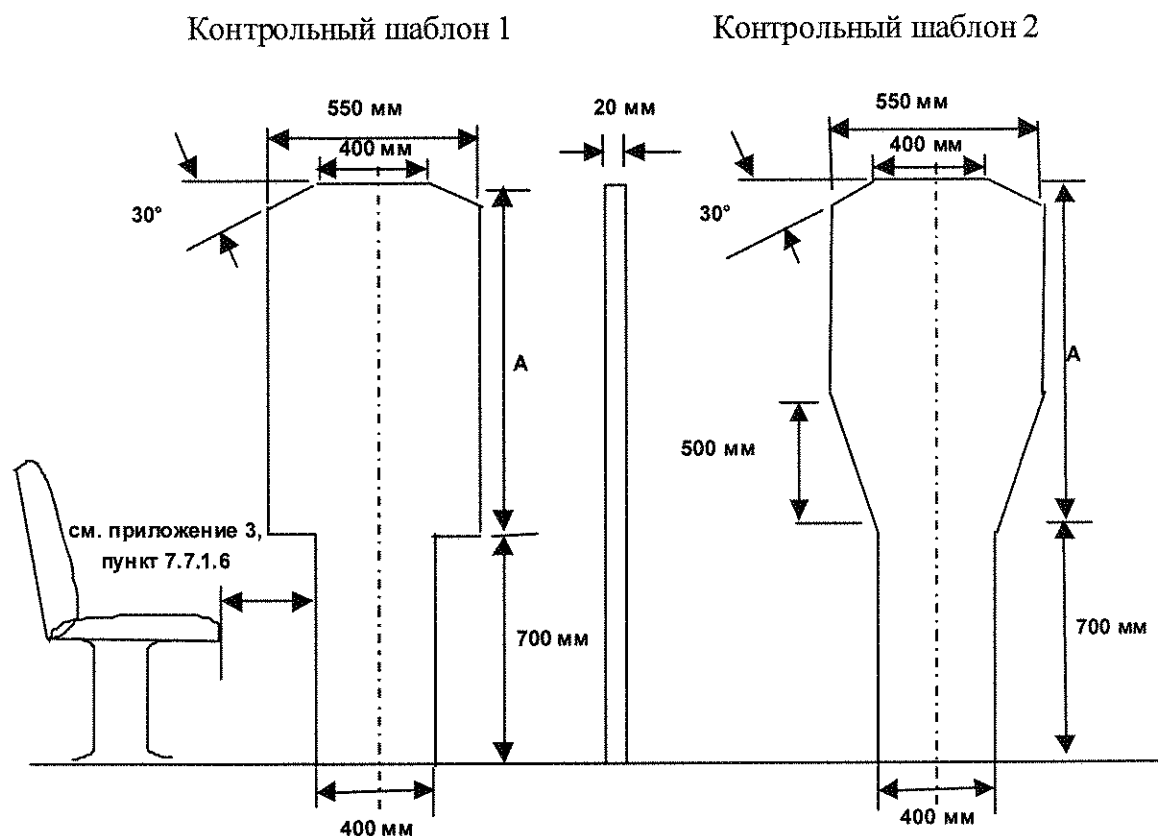 Контрольный шаблон 1
Контрольный шаблон 2
550 мм
20 мм
550 мм
400 мм
400 мм
30°
30°
A
A
500 мм
см. приложение 3,
пункт 7.7.1.6
700 мм
700 мм
400 мм
400 мм